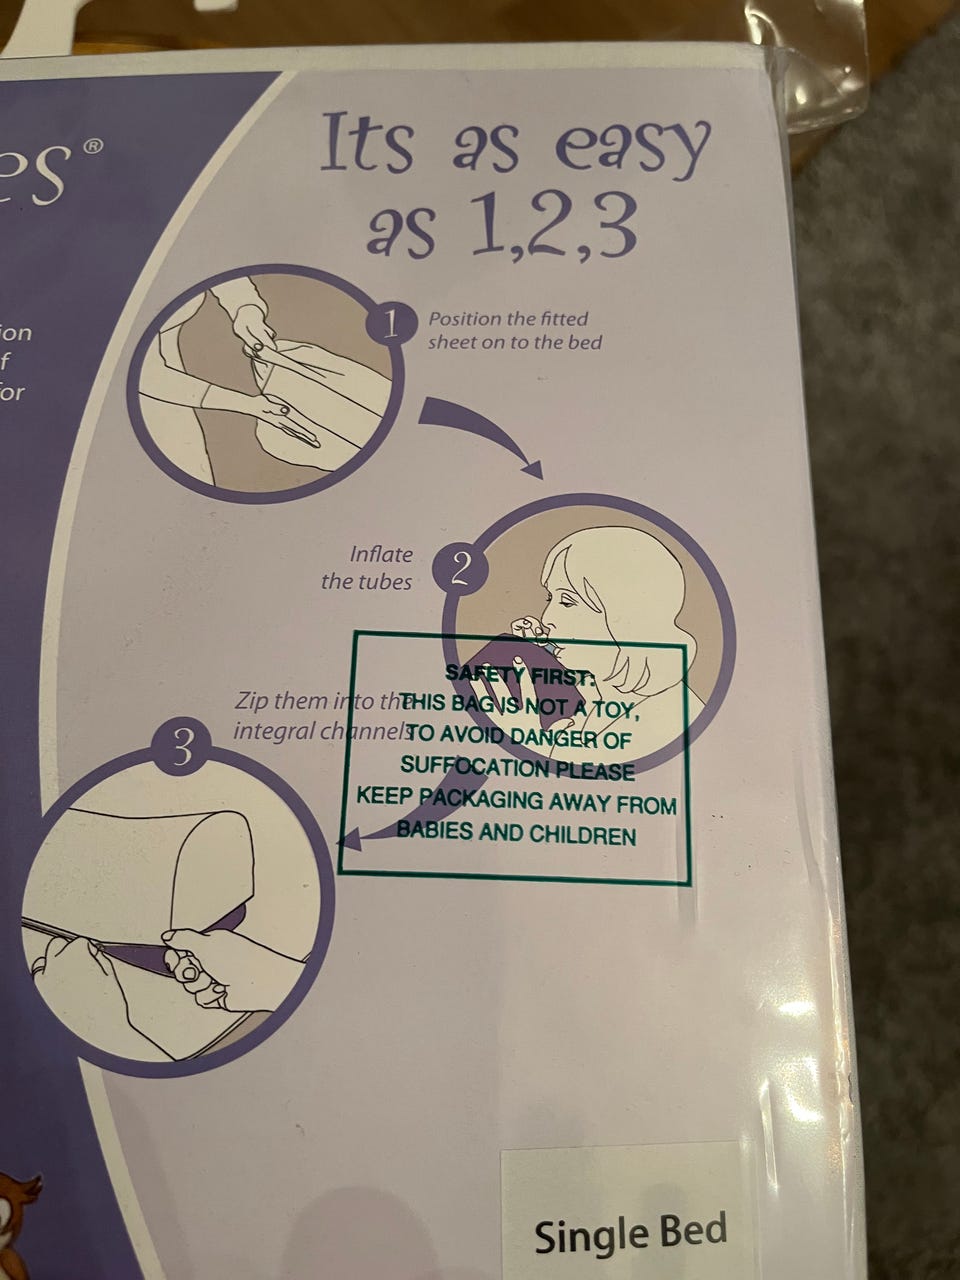 es®
ion
f
for
Its as easy
as 1,2,3
1
Position the fitted
sheet on to the bed
Inflate
the tubes
2
Zip them into the
integral channels
3
SAFETY FIRST:
THIS BAG IS NOT A TOY,
TO AVOID DANGER OF
SUFFOCATION PLEASE
KEEP PACKAGING AWAY FROM
BABIES AND CHILDREN
Single Bed